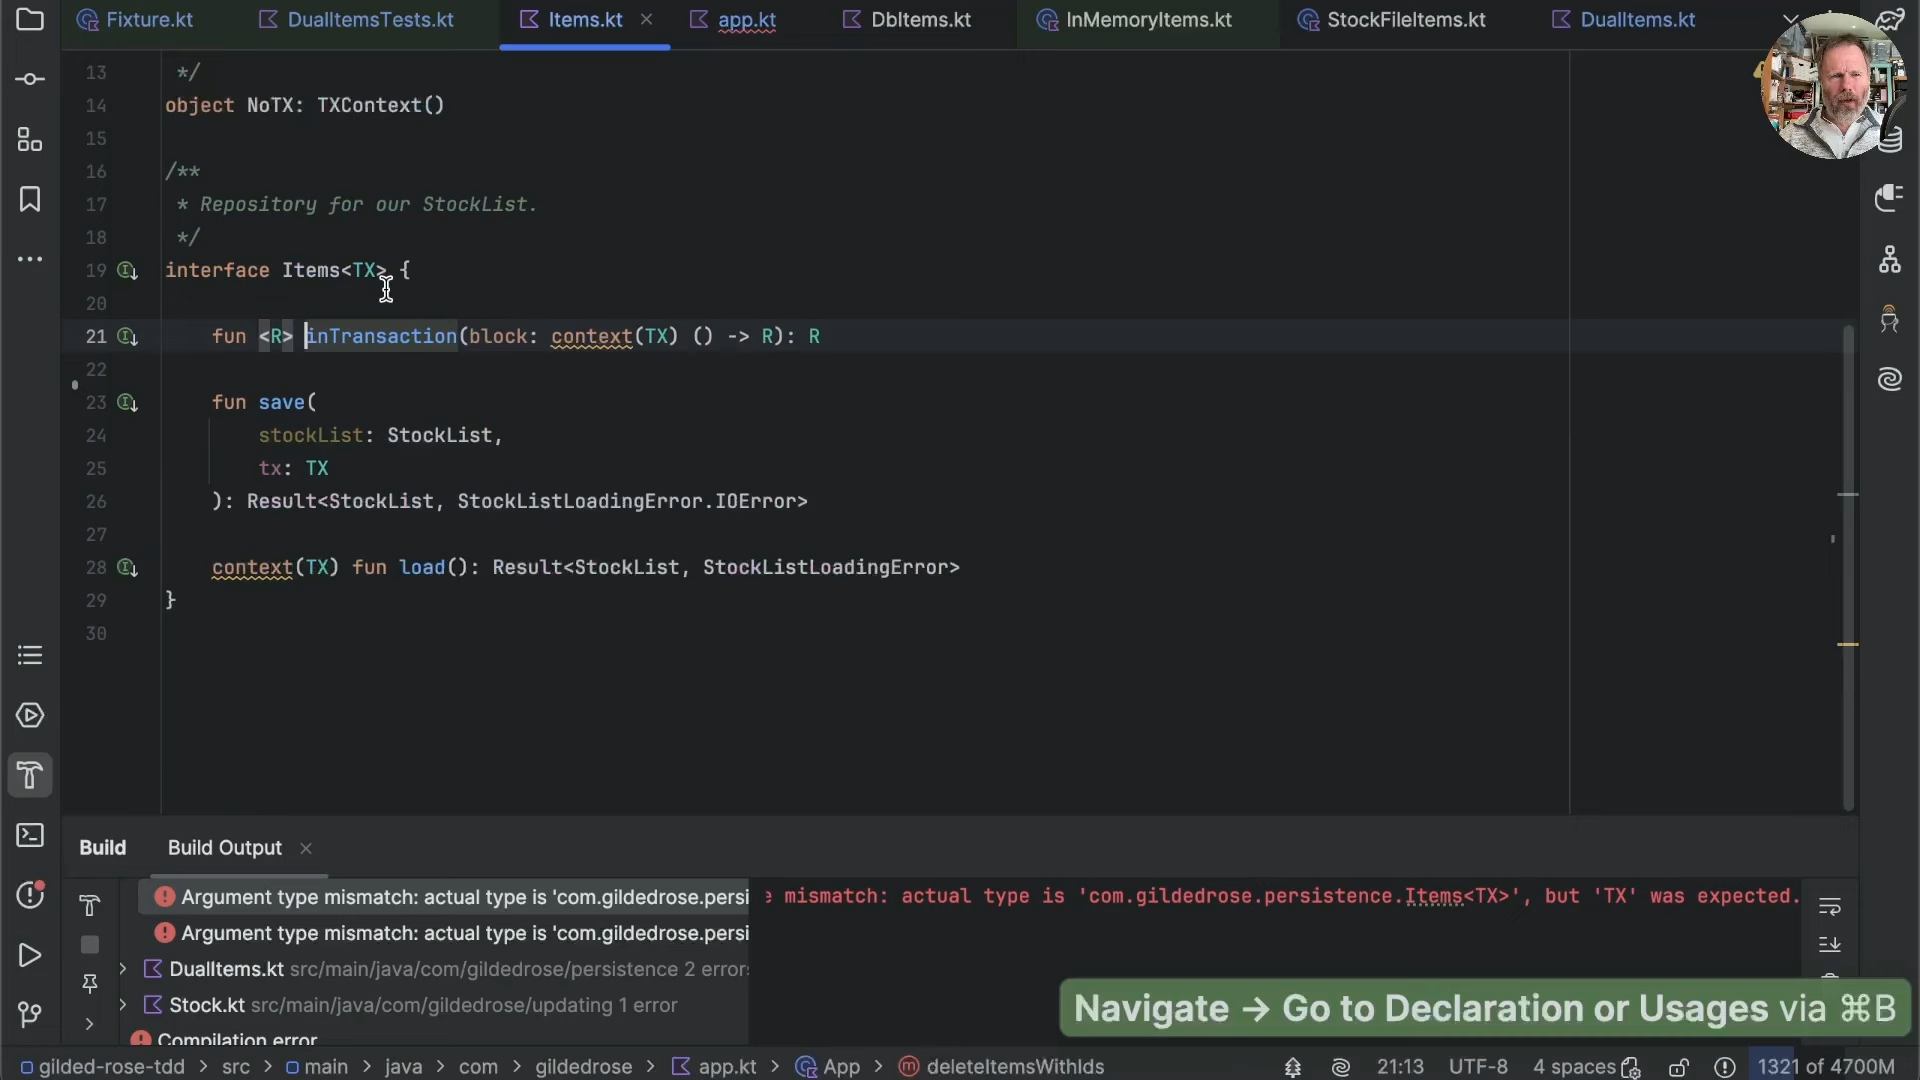 Fixture.kt
DualItemsTests.kt
Items.kt
app.kt
DbItems.kt
InMemoryItems.kt
StockFileItems.kt
DualItems.kt
13 */
14 object NoTX: TXContext()
15
16 /**
17 * Repository for our StockList.
18 */
19 interface Items<TX> {
20
21 fun <R> inTransaction(block: context(TX) () -> R): R
22
23 fun save(
24 stockList: StockList,
25 tx: TX
26 ): Result<StockList, StockListLoadingError.IOError>
27
28 context(TX) fun load(): Result<StockList, StockListLoadingError>
29 }
30
Build Build Output
Argument type mismatch: actual type is 'com.gildedrose.persi
mismatch: actual type is 'com.gildedrose.persistence.Items<TX>', but 'TX' was expected.
Argument type mismatch: actual type is 'com.gildedrose.persi
DualItems.kt src/main/java/com/gildedrose/persistence 2 errors
Stock.kt src/main/java/com/gildedrose/updating 1 error
Compilation error
Navigate → Go to Declaration or Usages via ⌘B
gilded-rose-tdd > src > main > java > com > gildedrose > app.kt > App > deleteItemsWithIds
21:13 UTF-8 4 spaces 1321 of 4700M